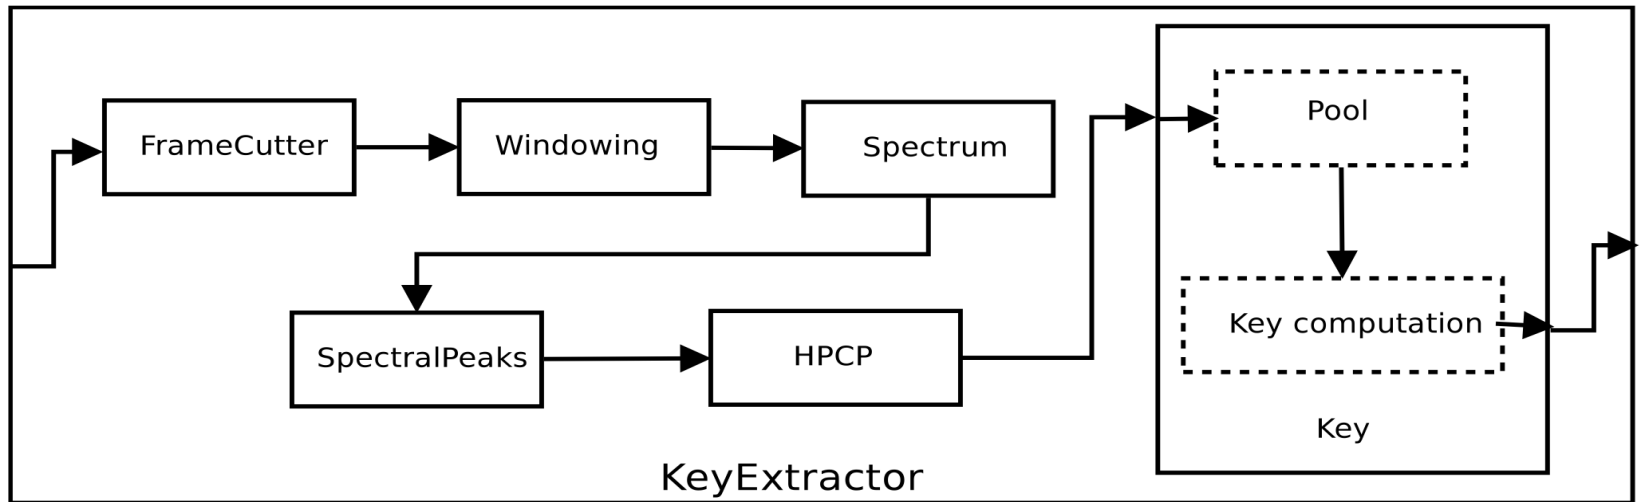 FrameCutter
Windowing
Spectrum
Pool
SpectralPeaks
HPCP
Key computation
Key
KeyExtractor